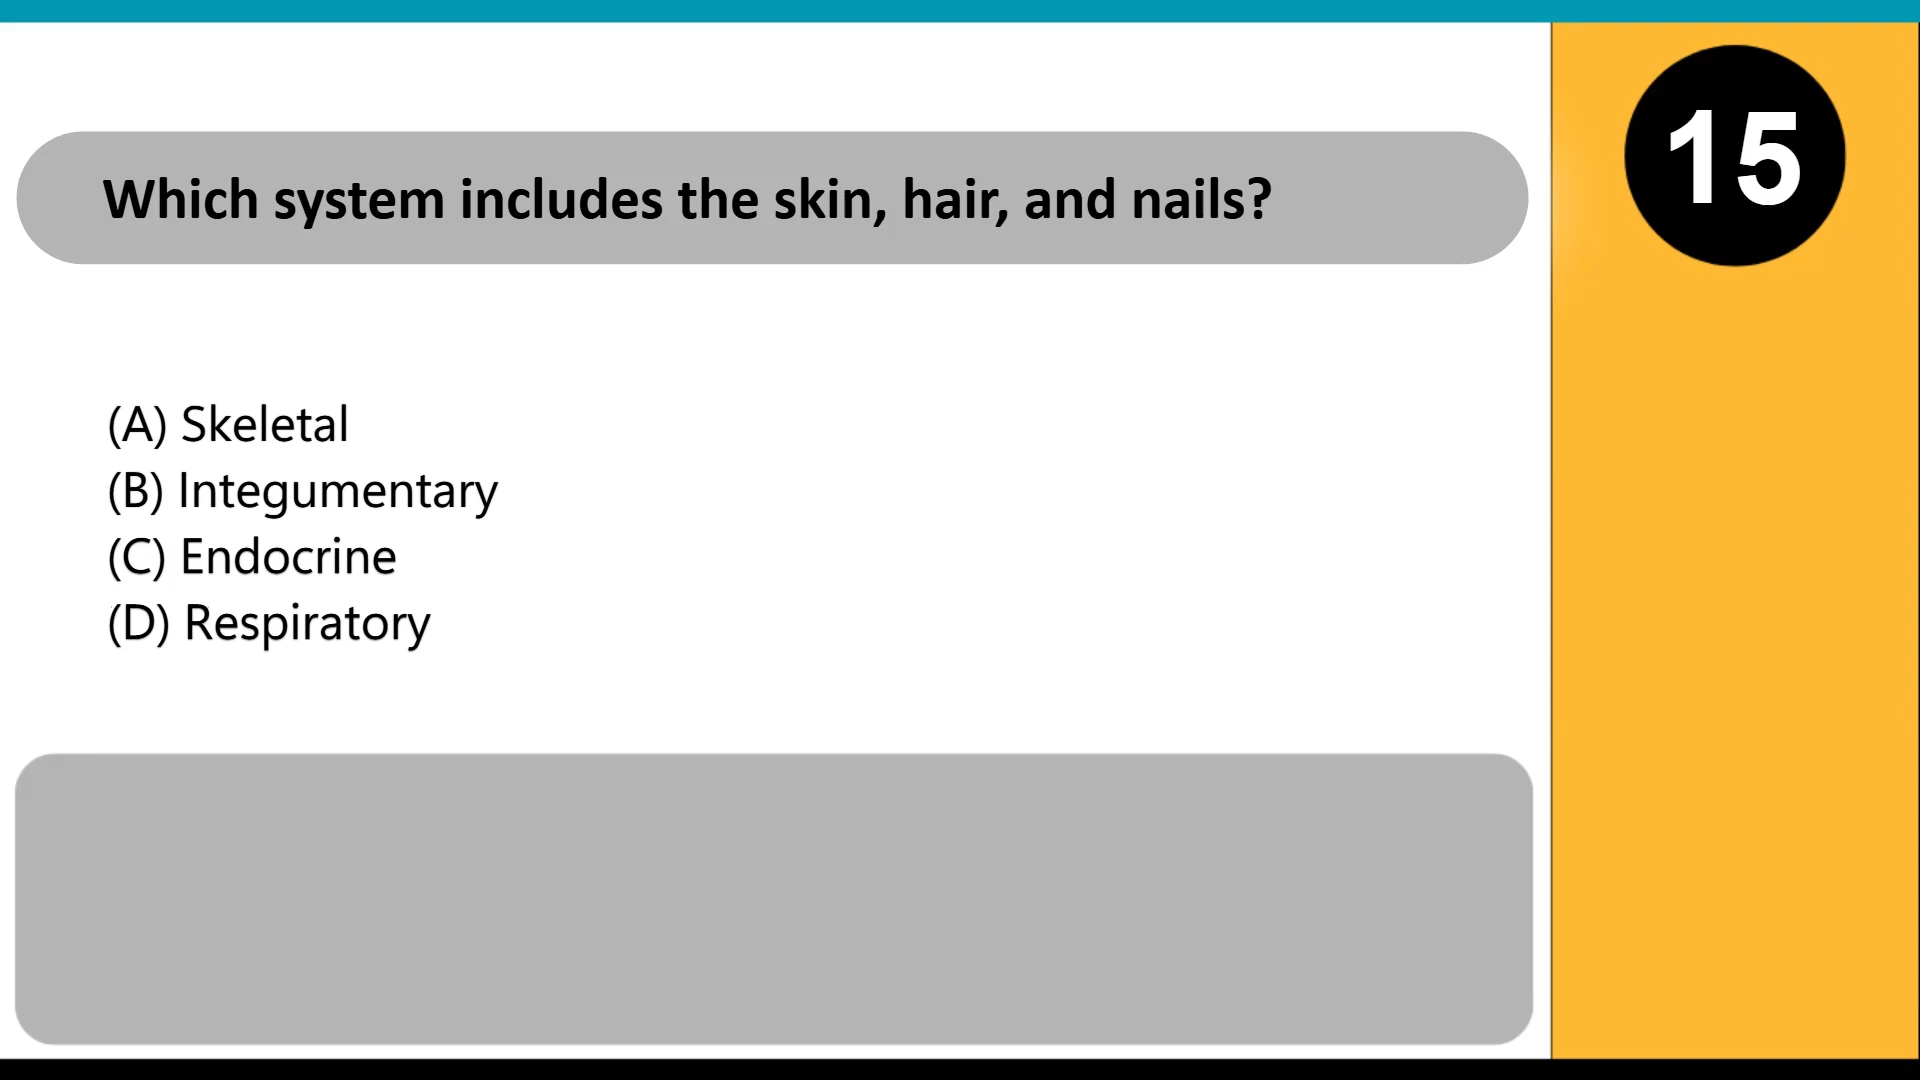 15
Which system includes the skin, hair, and nails?
(A) Skeletal
(B) Integumentary
(C) Endocrine
(D) Respiratory